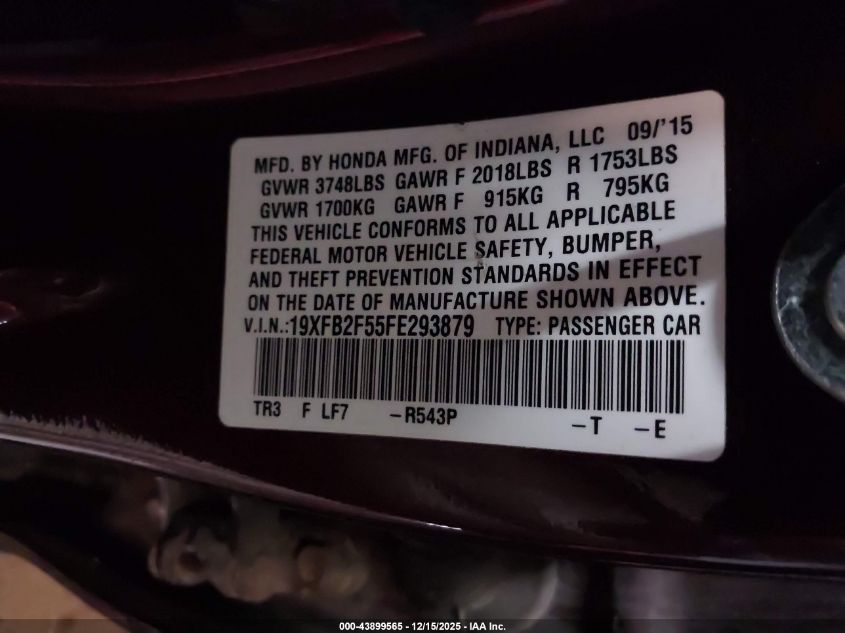 MFD. BY HONDA MFG. OF INDIANA, LLC 09/'15
GVWR 3748LBS GAWR F 2018LBS R 1753LBS
GVWR 1700KG GAWR F 915KG R 795KG
THIS VEHICLE CONFORMS TO ALL APPLICABLE
FEDERAL MOTOR VEHICLE SAFETY, BUMPER,
AND THEFT PREVENTION STANDARDS IN EFFECT
ON THE DATE OF MANUFACTURE SHOWN ABOVE.
V.I.N.:19XFB2F55FE293879 TYPE: PASSENGER CAR
TR3 F LF7 -R543P -T -E
000-43899565 - 12/15/2025 - IAA Inc.